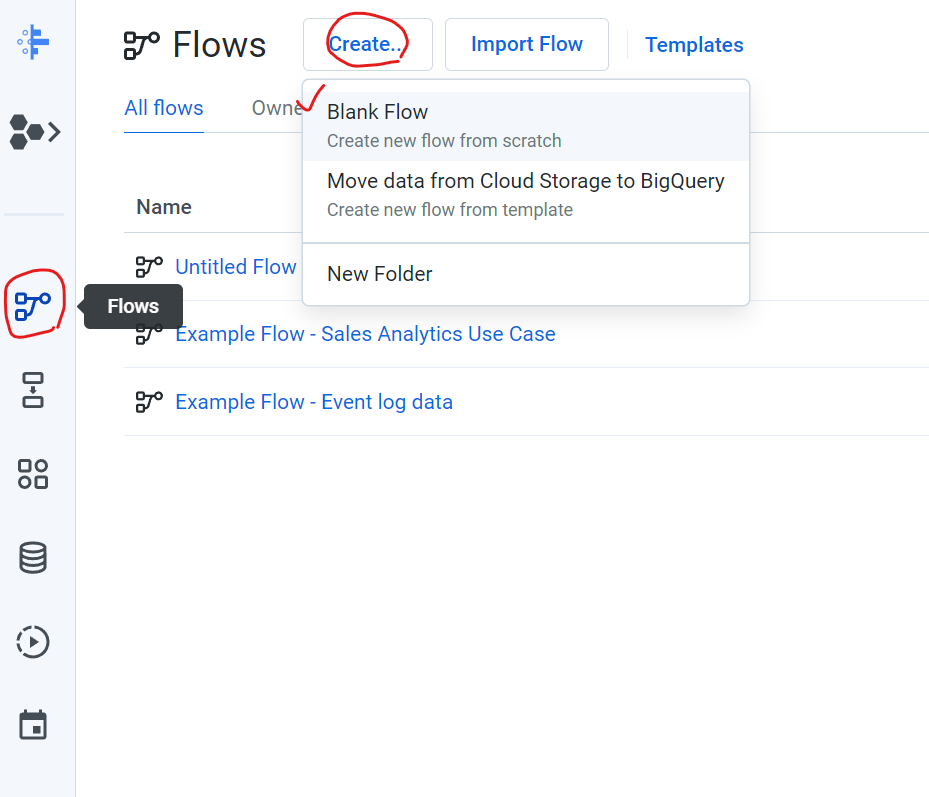 Flows
Create..
Import Flow
Templates
All flows
Owne
Blank Flow
Create new flow from scratch
Move data from Cloud Storage to BigQuery
Create new flow from template
New Folder
Name
Untitled Flow
Flows
Example Flow - Sales Analytics Use Case
Example Flow - Event log data